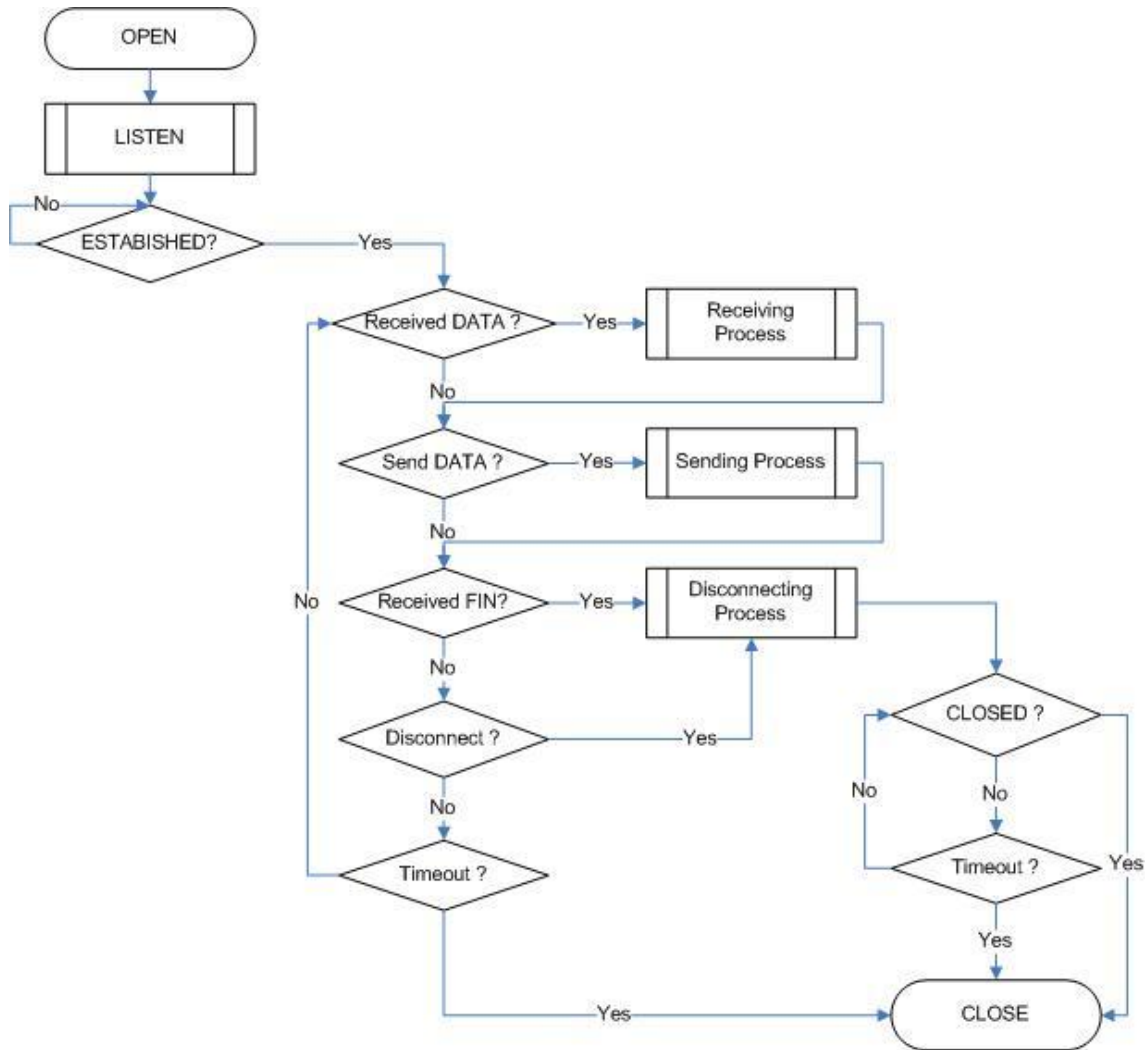 OPEN
LISTEN
No
ESTABISHED?
Yes
Received DATA ?
Yes
Receiving
Process
No
Send DATA ?
Yes
Sending Process
No
Received FIN?
Yes
Disconnecting
Process
No
No
Disconnect ?
Yes
CLOSED ?
No
No
No
Timeout ?
Timeout ?
Yes
Yes
Yes
CLOSE